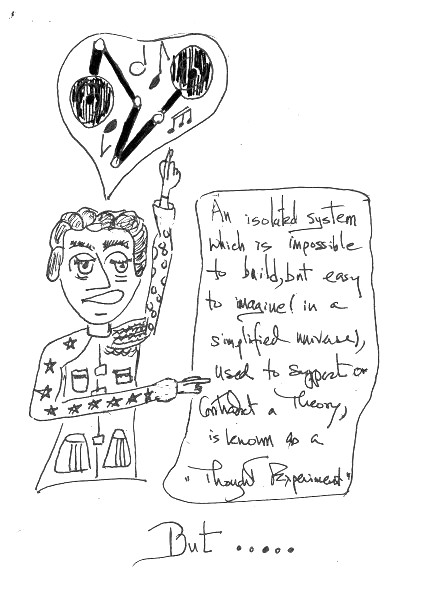 An isolated system
which is impossible
to build, but easy
to imagine (in a
simplified universe),
used to support or
Contradict a Theory,
is known as a
"Thought Experiment"
But .....